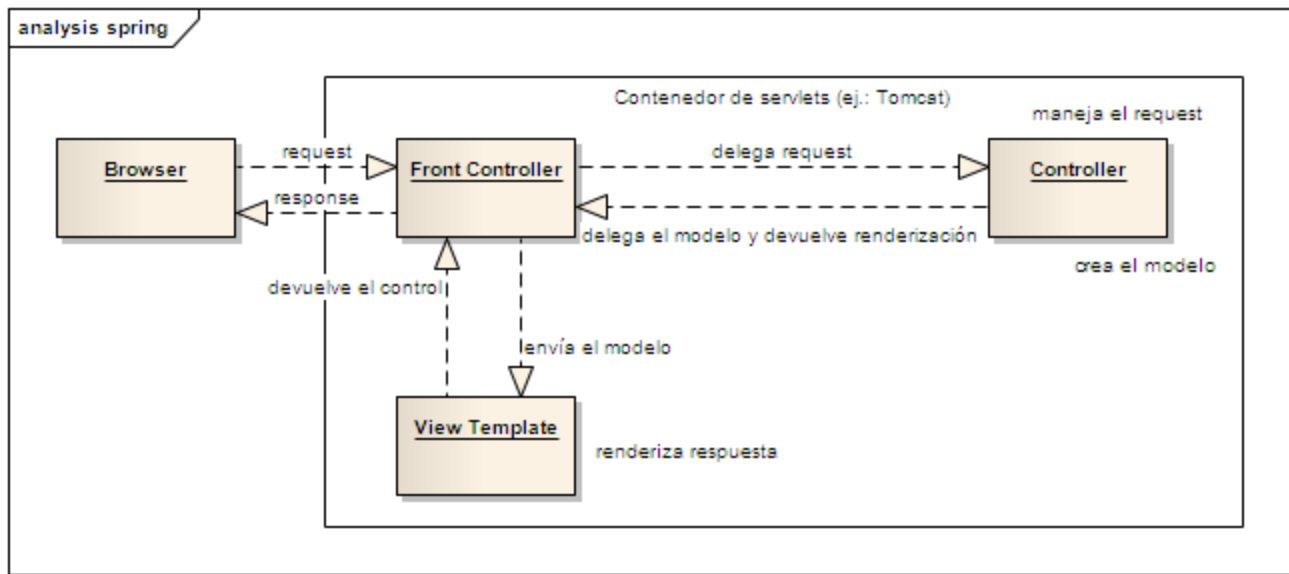 analysis spring
Contenedor de servlets (ej.: Tomcat)
maneja el request
Browser
request
response
Front Controller
delega request
delega el modelo y devuelve renderización
Controller
crea el modelo
devuelve el control
envía el modelo
View Template
renderiza respuesta